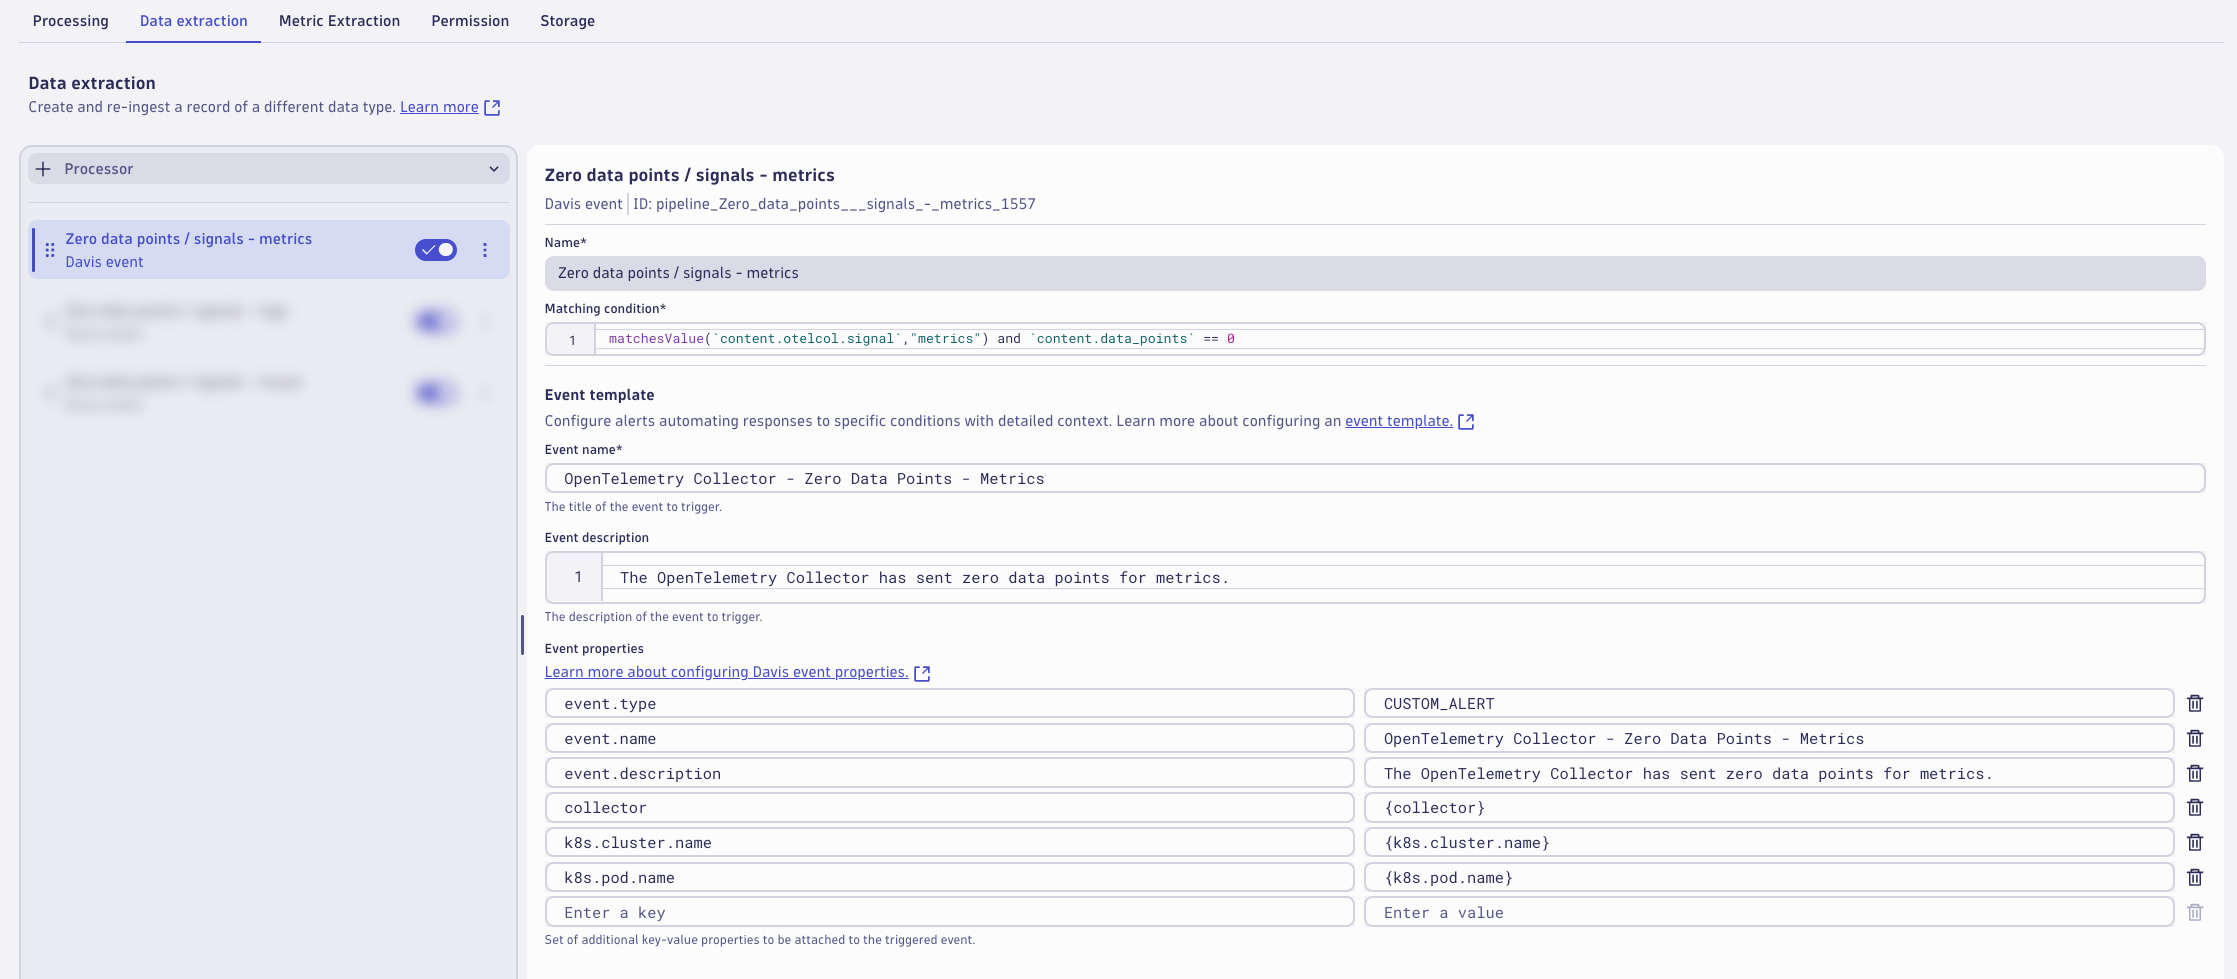 Processing Data extraction Metric Extraction Permission Storage
Data extraction
Create and re-ingest a record of a different data type. Learn more
Processor
Zero data points / signals - metrics
Davis event
Zero data points / signals - metrics
Davis event ID: pipeline_Zero_data_points___signals_-_metrics_1557
Name*
Zero data points / signals - metrics
Matching condition*
1 matchesValue(`content.otelcol.signal`,"metrics") and `content.data_points` == 0
Event template
Configure alerts automating responses to specific conditions with detailed context. Learn more about configuring an event template.
Event name*
OpenTelemetry Collector - Zero Data Points - Metrics
The title of the event to trigger.
Event description
1 The OpenTelemetry Collector has sent zero data points for metrics.
The description of the event to trigger.
Event properties
Learn more about configuring Davis event properties.
event.type CUSTOM_ALERT
event.name OpenTelemetry Collector - Zero Data Points - Metrics
event.description The OpenTelemetry Collector has sent zero data points for metrics.
collector {collector}
k8s.cluster.name {k8s.cluster.name}
k8s.pod.name {k8s.pod.name}
Enter a key Enter a value
Set of additional key-value properties to be attached to the triggered event.